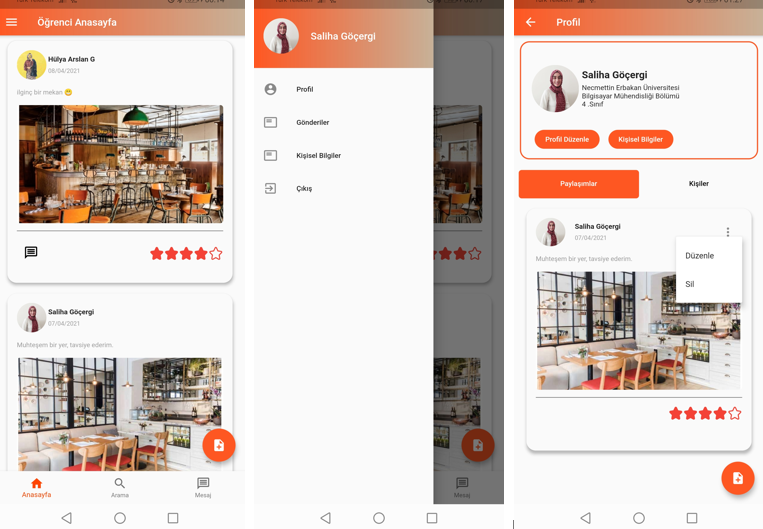 Öğrenci Anasayfa
Hülya Arslan G
08/04/2021
ilginç bir mekan 😬
Saliha Göçergi
07/04/2021
Muhteşem bir yer, tavsiye ederim.
Anasayfa
Arama
Mesaj
Saliha Göçergi
Profil
Gönderiler
Kişisel Bilgiler
Çıkış
Mesaj
Profil
Saliha Göçergi
Necmettin Erbakan Üniversitesi
Bilgisayar Mühendisliği Bölümü
4 .Sınıf
Profil Düzenle
Kişisel Bilgiler
Paylaşımlar
Kişiler
Saliha Göçergi
07/04/2021
Düzenle
Muhteşem bir yer, tavsiye ederim.
Sil